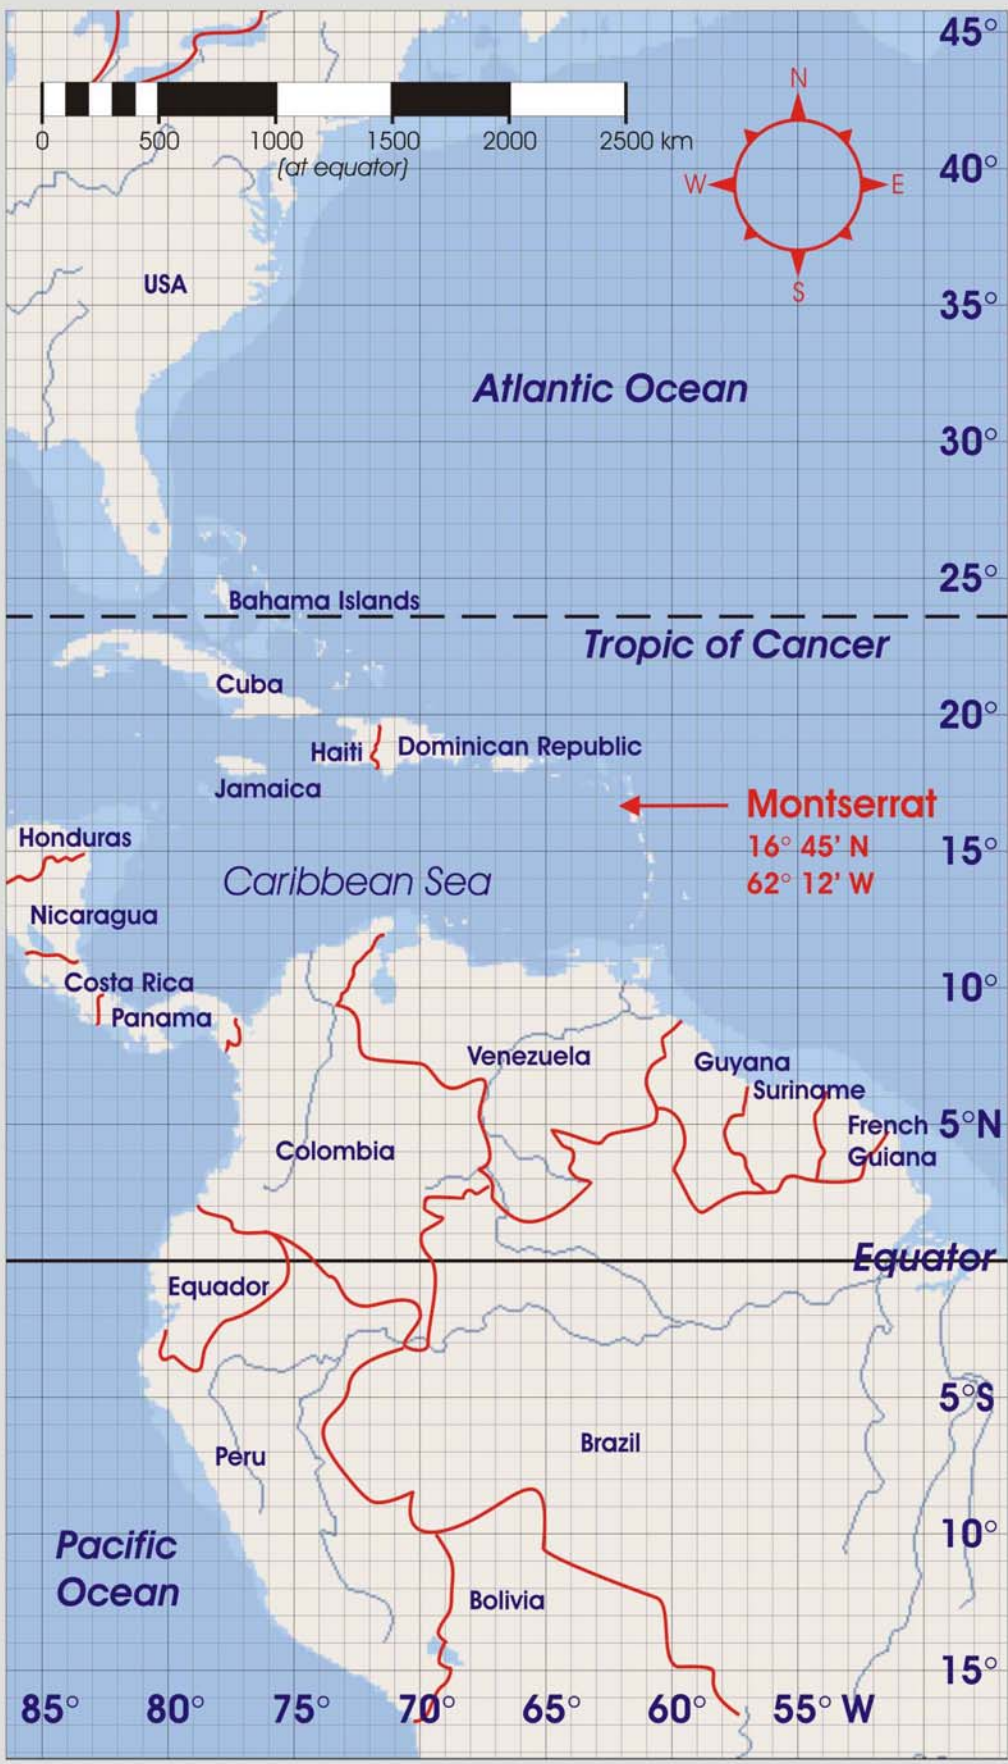 45°
N
0 500 1000 1500 2000 2500 km
(at equator)
40°
W E
USA
S
35°
Atlantic Ocean
30°
25°
Bahama Islands
Tropic of Cancer
Cuba
20°
Haiti
Dominican Republic
Jamaica
Montserrat
16° 45' N
62° 12' W
Honduras
15°
Caribbean Sea
Nicaragua
Costa Rica
10°
Panama
Venezuela
Guyana
Suriname
French
Guiana
5°N
Colombia
Equator
Equador
5°S
Peru
Brazil
10°
Pacific
Ocean
Bolivia
15°
85° 80° 75° 70° 65° 60° 55° W